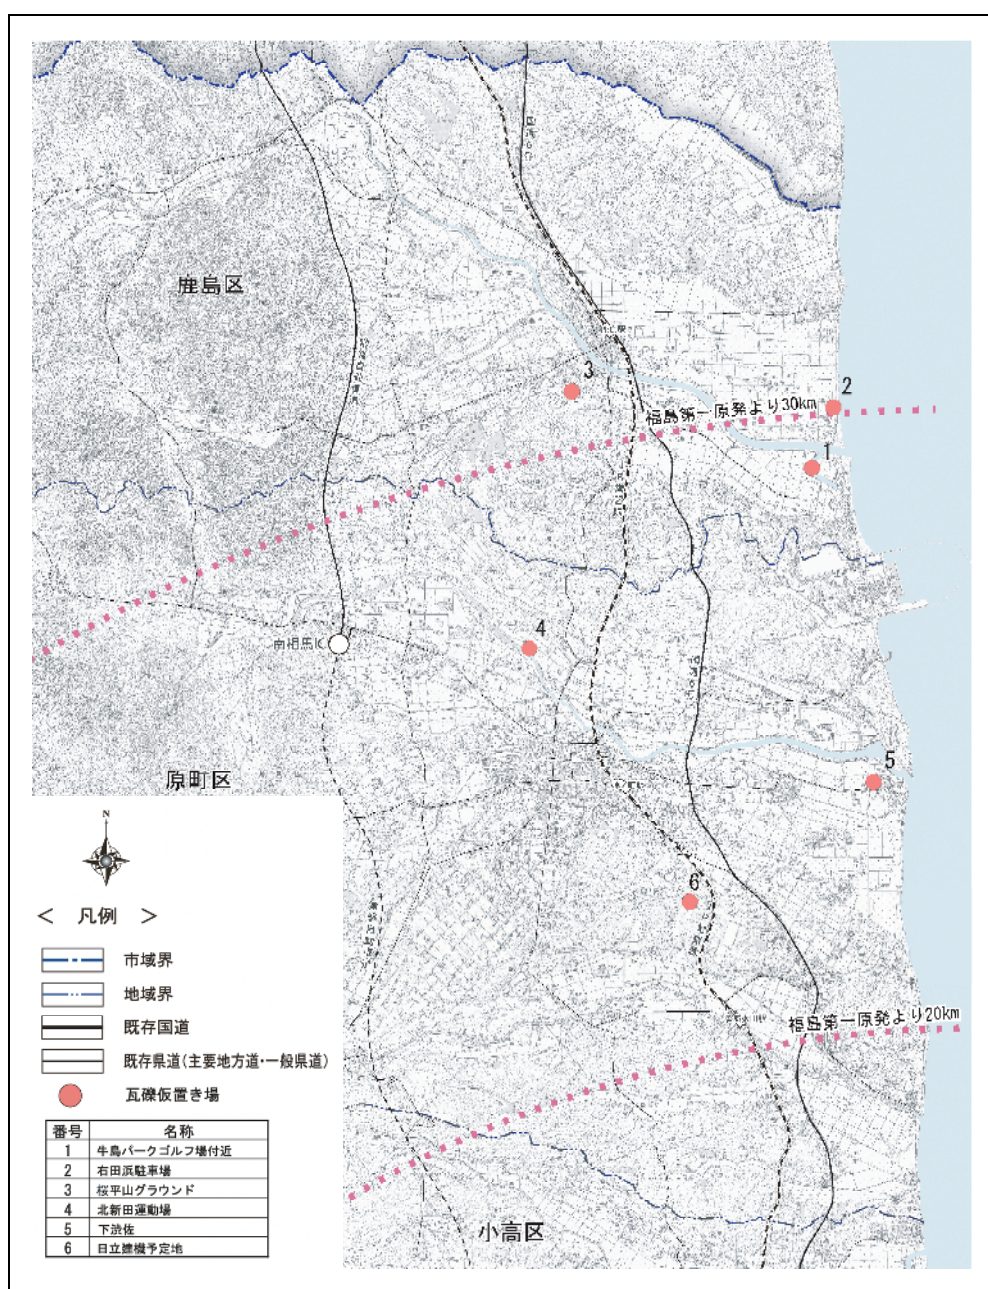 鹿島区
3
2
福島第一原発より30km
1
4
南相馬IC
5
原町区
6
福島第一原発より20km
小高区
N
＜ 凡例 ＞
市域界
地域界
既存国道
既存県道(主要地方道・一般県道)
瓦礫仮置き場
番号 名称
1 牛島パークゴルフ場付近
2 右田浜駐車場
3 桜平山グラウンド
4 北新田運動場
5 下渋佐
6 日立建機予定地